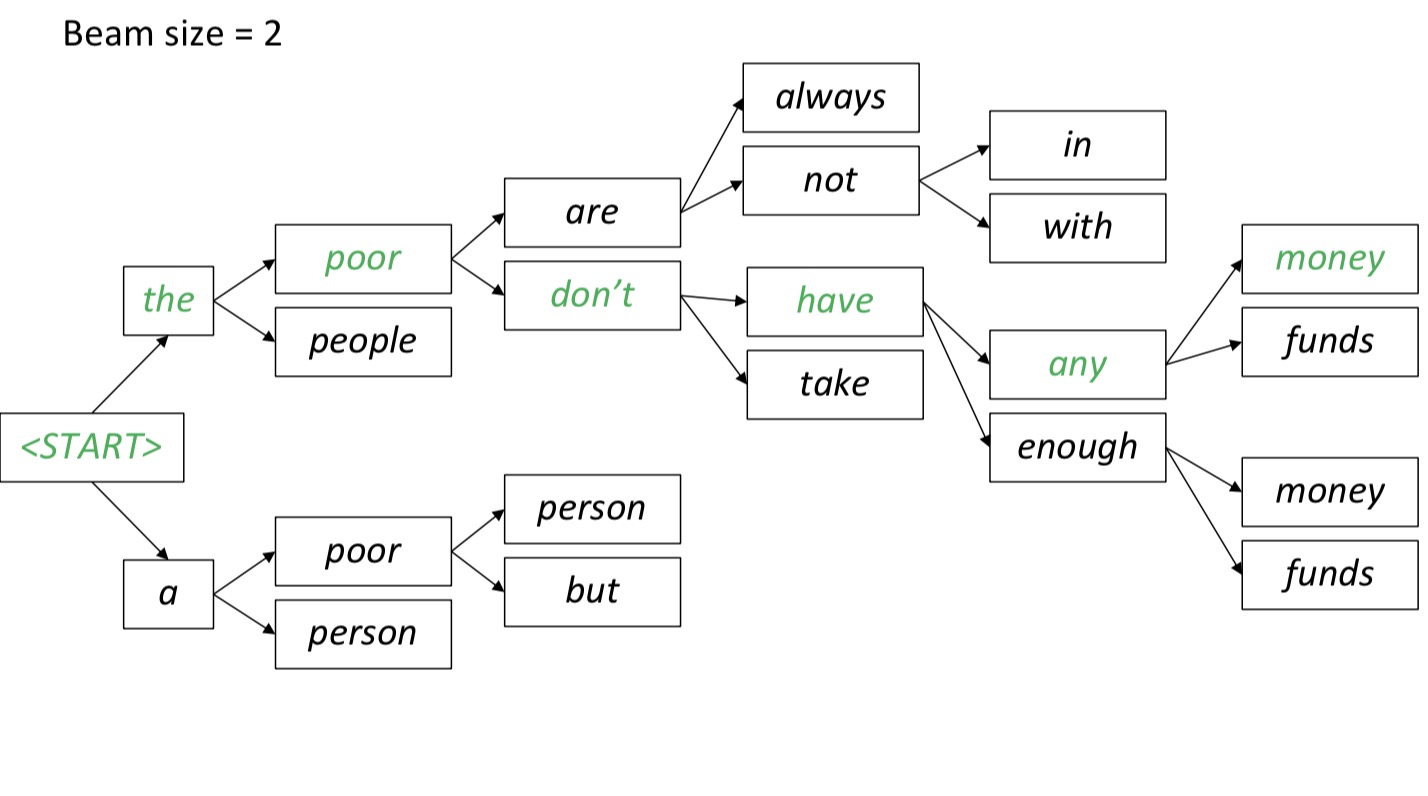 Beam size = 2
always
in
not
are
with
poor
money
the
don't
have
people
any
funds
take
<START>
enough
person
money
poor
a
but
funds
person